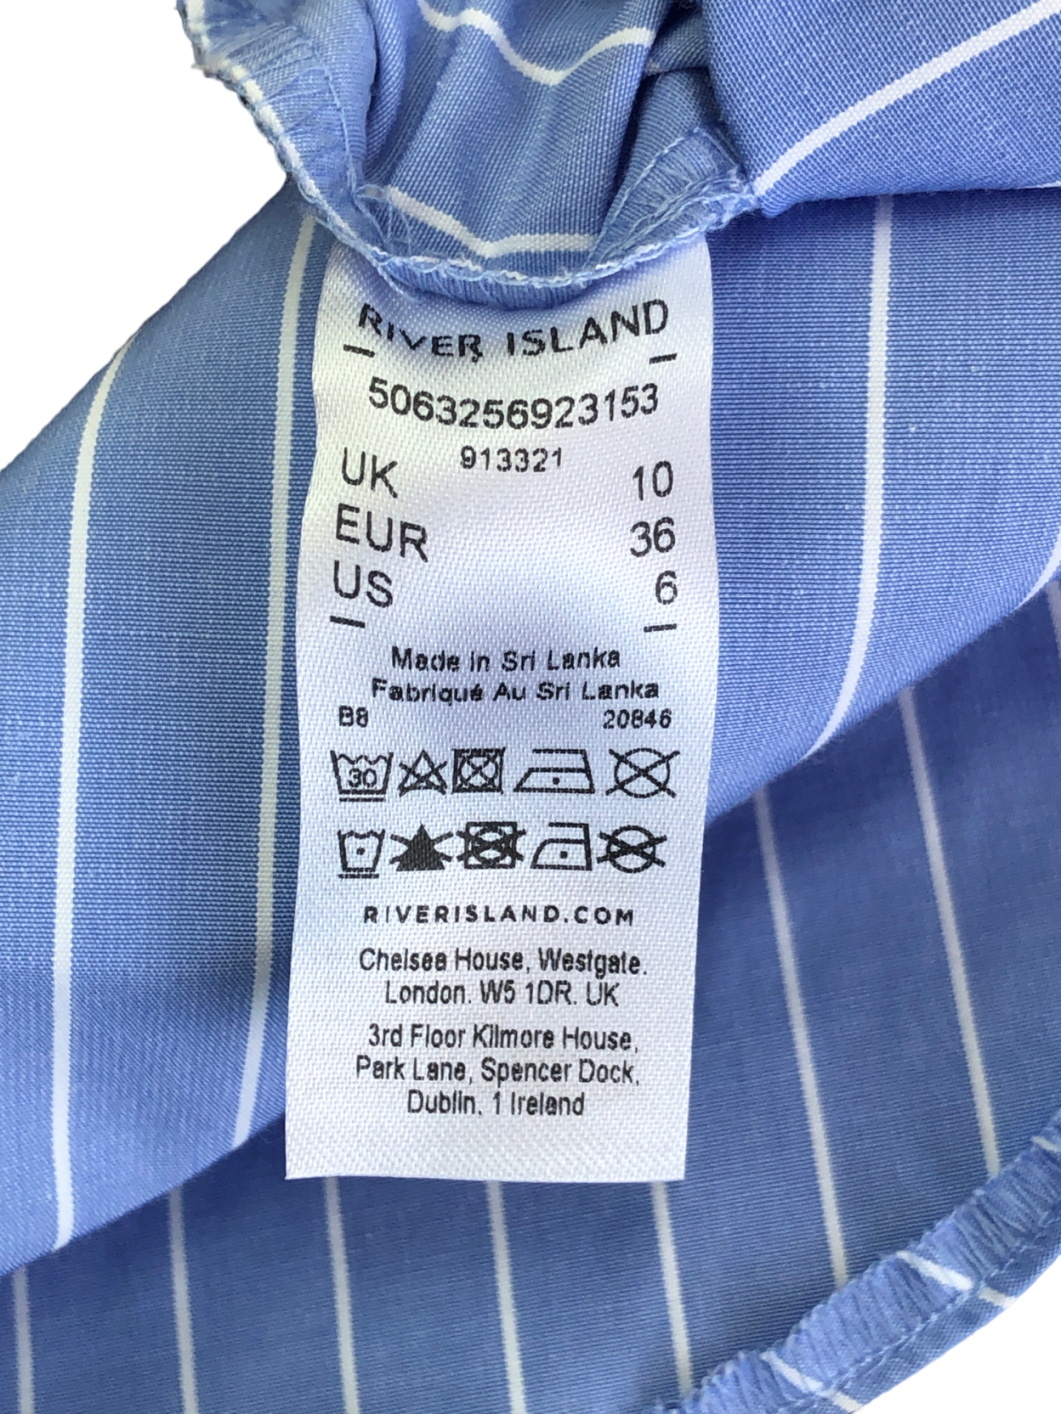 RIVER ISLAND
5063256923153
913321
UK 10
EUR 36
US 6
Made in Sri Lanka
Fabriqué Au Sri Lanka
B8 20846
30
RIVERISLAND.COM
Chelsea House, Westgate.
London. W5 1DR. UK
3rd Floor Kilmore House,
Park Lane, Spencer Dock,
Dublin, 1 Ireland